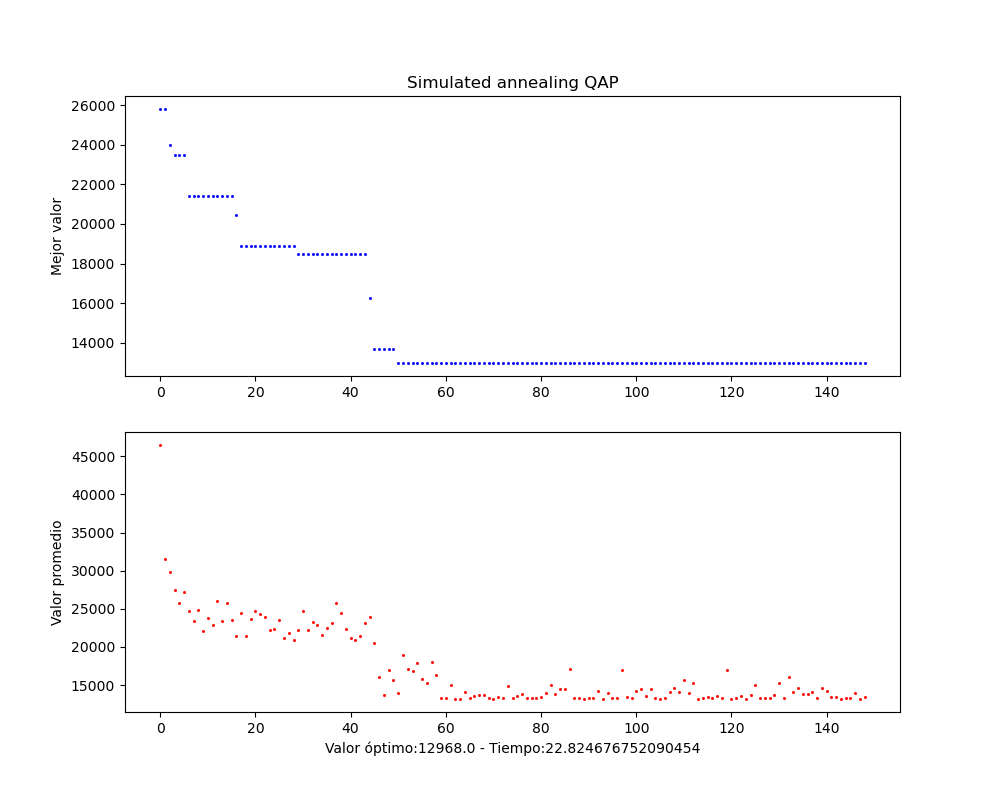 Simulated annealing QAP
26000
24000
22000
20000
18000
16000
14000
Mejor valor
0 20 40 60 80 100 120 140
45000
40000
35000
30000
25000
20000
15000
Valor promedio
0 20 40 60 80 100 120 140
Valor óptimo:12968.0 - Tiempo:22.824676752090454